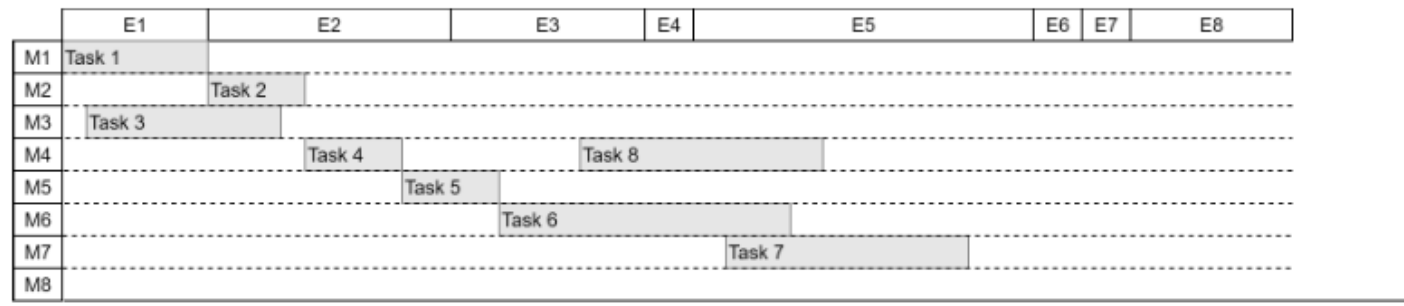 E1 E2 E3 E4 E5 E6 E7 E8
M1 Task 1
M2 Task 2
M3 Task 3
M4 Task 4 Task 8
M5 Task 5
M6 Task 6
M7 Task 7
M8